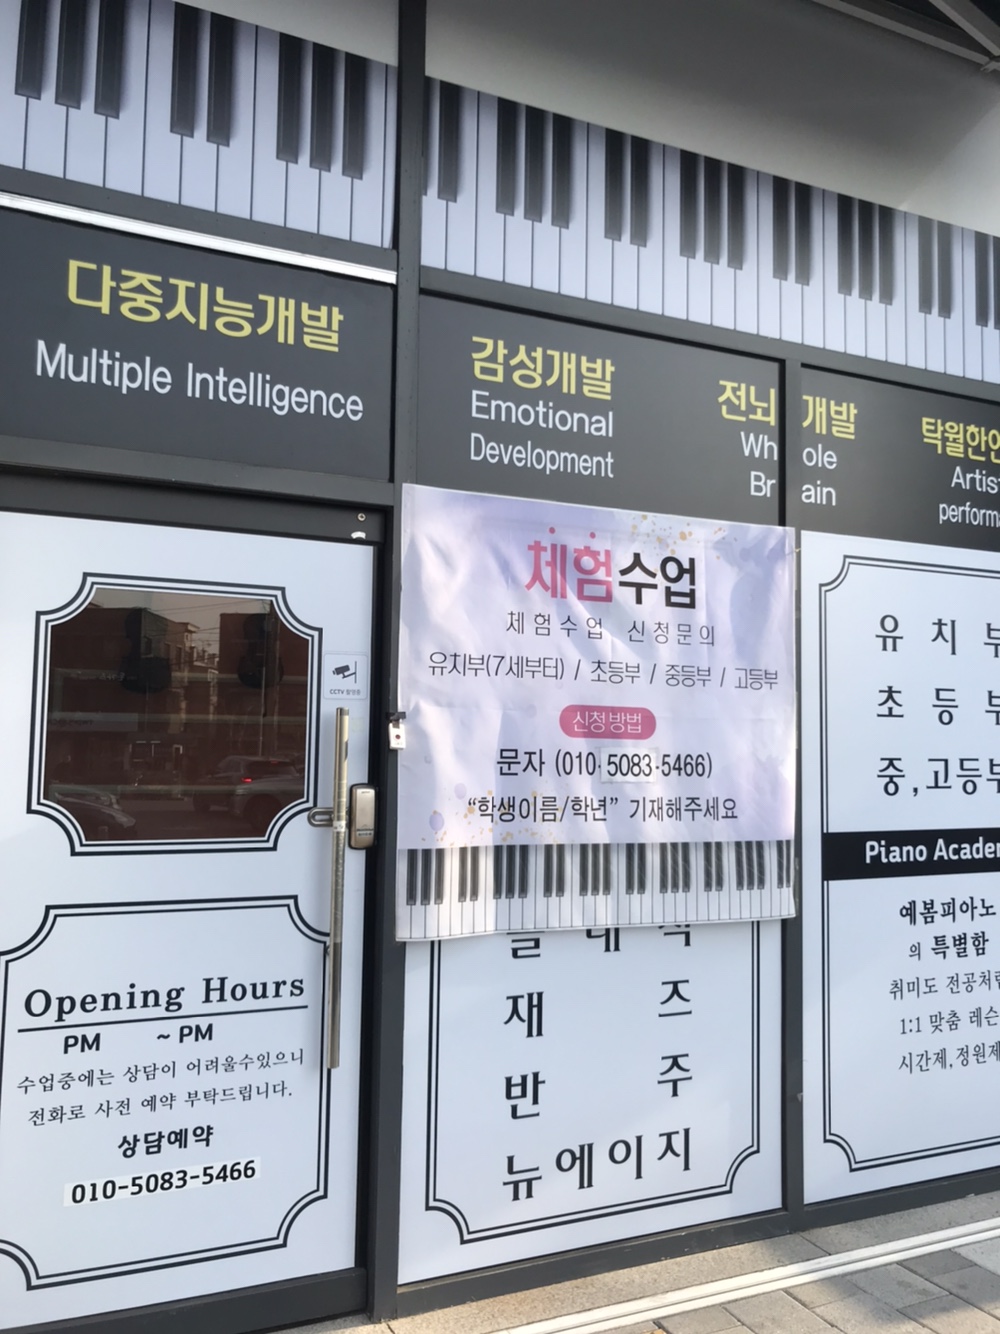 다중지능개발
Multiple Intelligence
감성개발
Emotional
Development
전뇌 개발
Wh ole
Br ain
탁월한
Artis
perform
체험수업
체험수업 신청문의
유치부(7세부터) / 초등부 / 중등부 / 고등부
신청방법
문자 (010-5083-5466)
“학생이름/학년” 기재해주세요
CCTV 촬영중
Opening Hours
PM ~ PM
수업중에는 상담이 어려울수있으니
전화로 사전 예약 부탁드립니다.
상담예약
010-5083-5466
재 즈
반 주
뉴에이지
유 치 부
초 등 부
중,고등부
Piano Acade
예봄피아노
의 특별함
취미도 전공처럼
1:1 맞춤 레슨
시간제,정원제